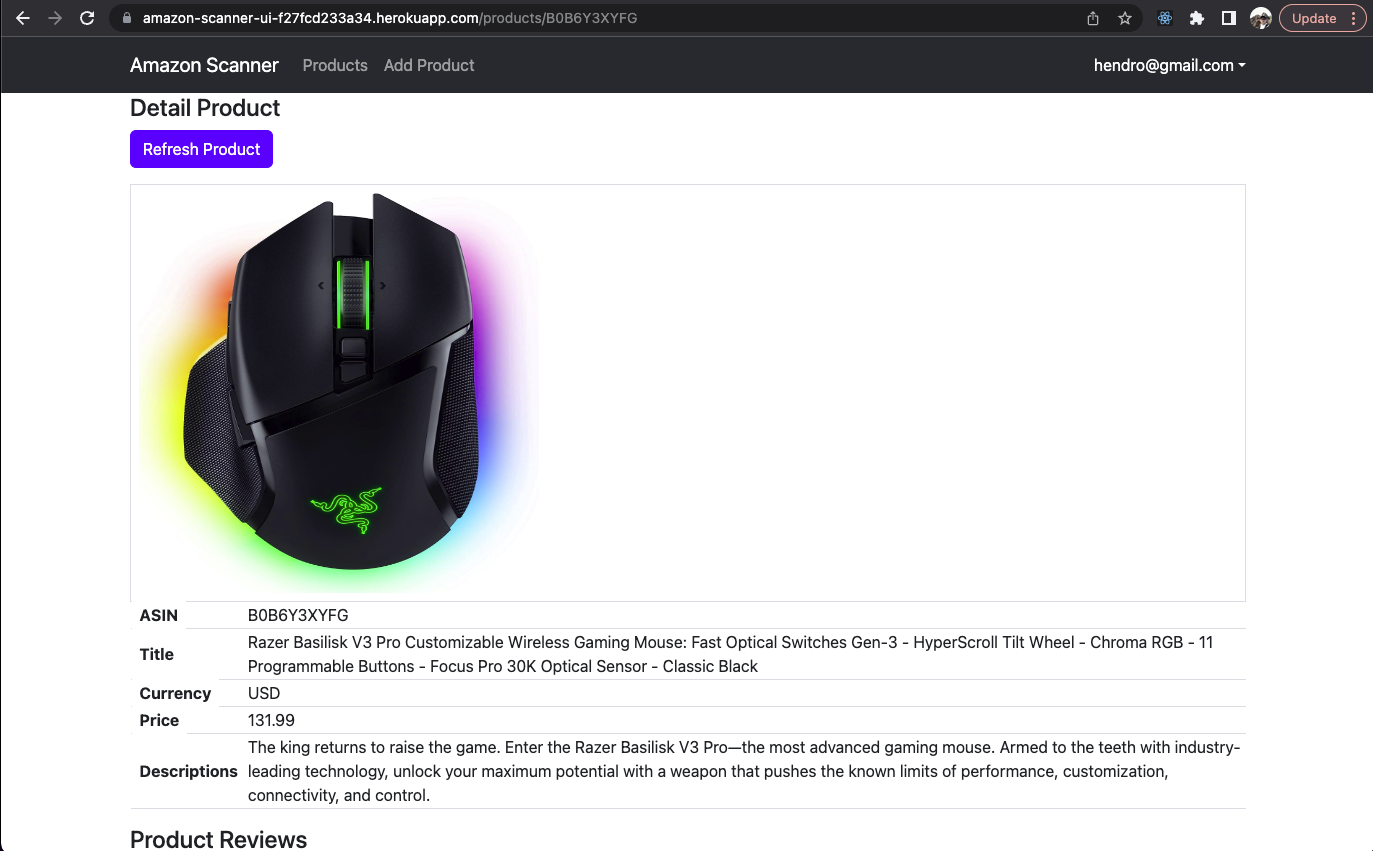 amazon-scanner-ui-f27fcd233a34.herokuapp.com/products/B0B6Y3XYFG
Update
Amazon Scanner Products Add Product hendro@gmail.com
Detail Product
Refresh Product
ASIN B0B6Y3XYFG
Title Razer Basilisk V3 Pro Customizable Wireless Gaming Mouse: Fast Optical Switches Gen-3 - HyperScroll Tilt Wheel - Chroma RGB - 11
Programmable Buttons - Focus Pro 30K Optical Sensor - Classic Black
Currency USD
Price 131.99
Descriptions The king returns to raise the game. Enter the Razer Basilisk V3 Pro—the most advanced gaming mouse. Armed to the teeth with industry-
leading technology, unlock your maximum potential with a weapon that pushes the known limits of performance, customization,
connectivity, and control.
Product Reviews